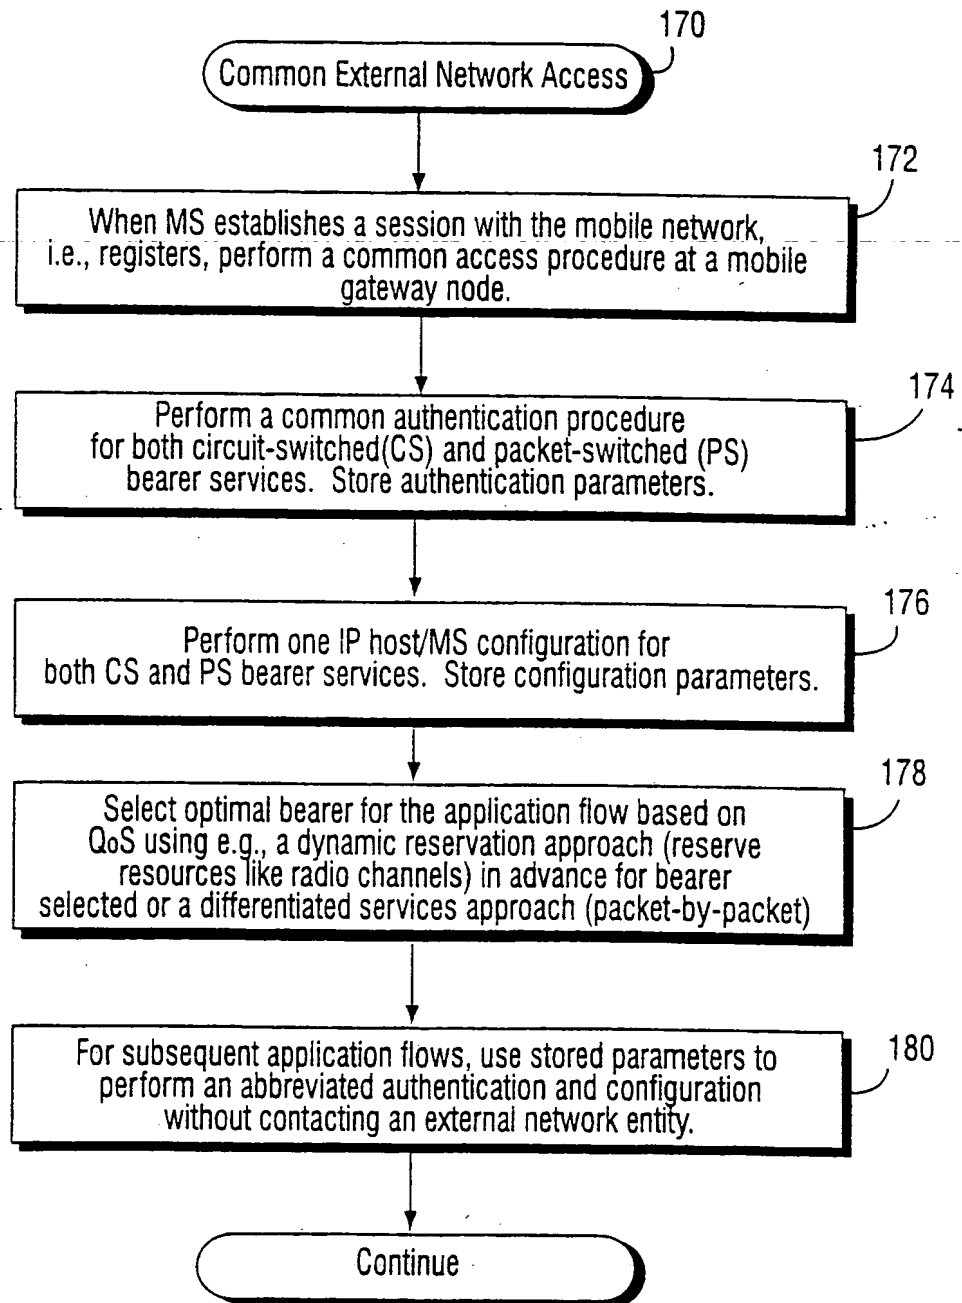 170
Common External Network Access
172
When MS establishes a session with the mobile network,
i.e., registers, perform a common access procedure at a mobile
gateway node.
174
Perform a common authentication procedure
for both circuit-switched(CS) and packet-switched (PS)
bearer services. Store authentication parameters.
176
Perform one IP host/MS configuration for
both CS and PS bearer services. Store configuration parameters.
178
Select optimal bearer for the application flow based on
QoS using e.g., a dynamic reservation approach (reserve
resources like radio channels) in advance for bearer
selected or a differentiated services approach (packet-by-packet)
180
For subsequent application flows, use stored parameters to
perform an abbreviated authentication and configuration
without contacting an external network entity.
Continue